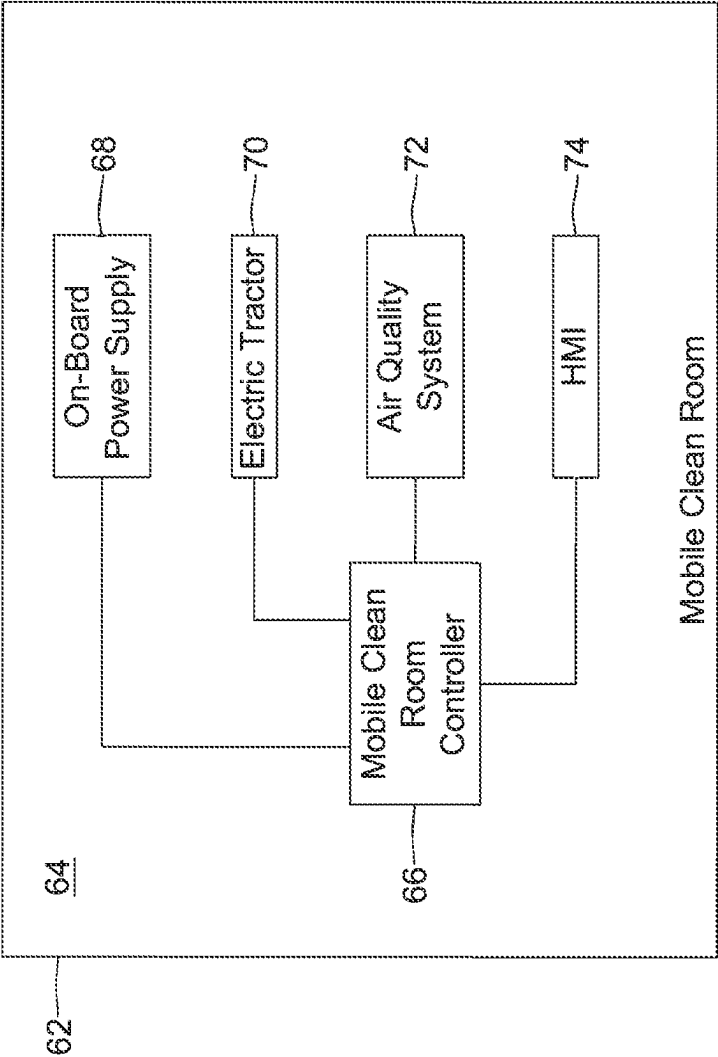 62
64
On-Board
Power Supply
68
Electric Tractor
70
Mobile Clean
Room
Controller
66
Air Quality
System
72
HMI
74
Mobile Clean Room